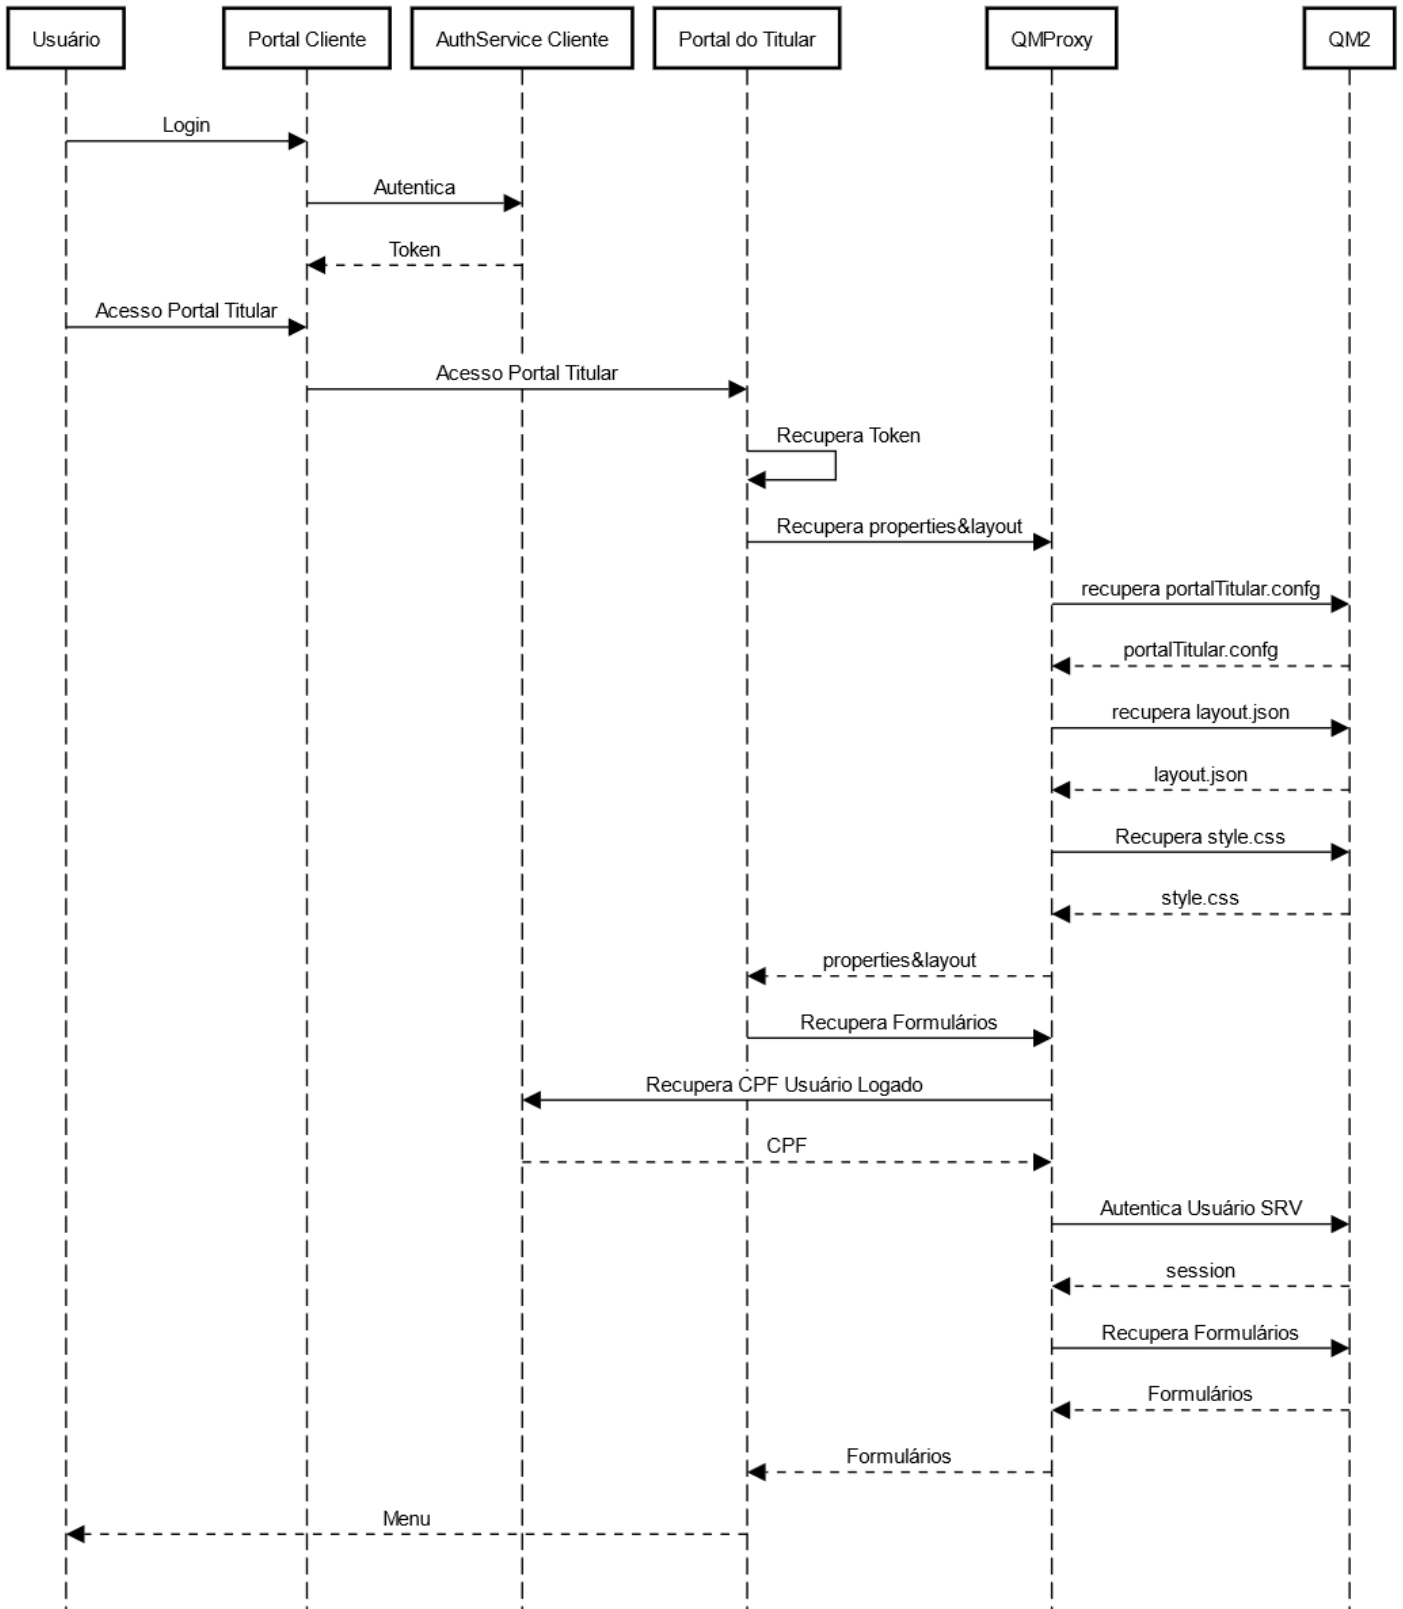 Usuário
Portal Cliente
AuthService Cliente
Portal do Titular
QMProxy
QM2
Login
Autentica
Token
Acesso Portal Titular
Acesso Portal Titular
Recupera Token
Recupera properties&layout
recupera portalTitular.confg
portalTitular.confg
recupera layout.json
layout.json
Recupera style.css
style.css
properties&layout
Recupera Formulários
Recupera CPF Usuário Logado
CPF
Autentica Usuário SRV
session
Recupera Formulários
Formulários
Formulários
Menu